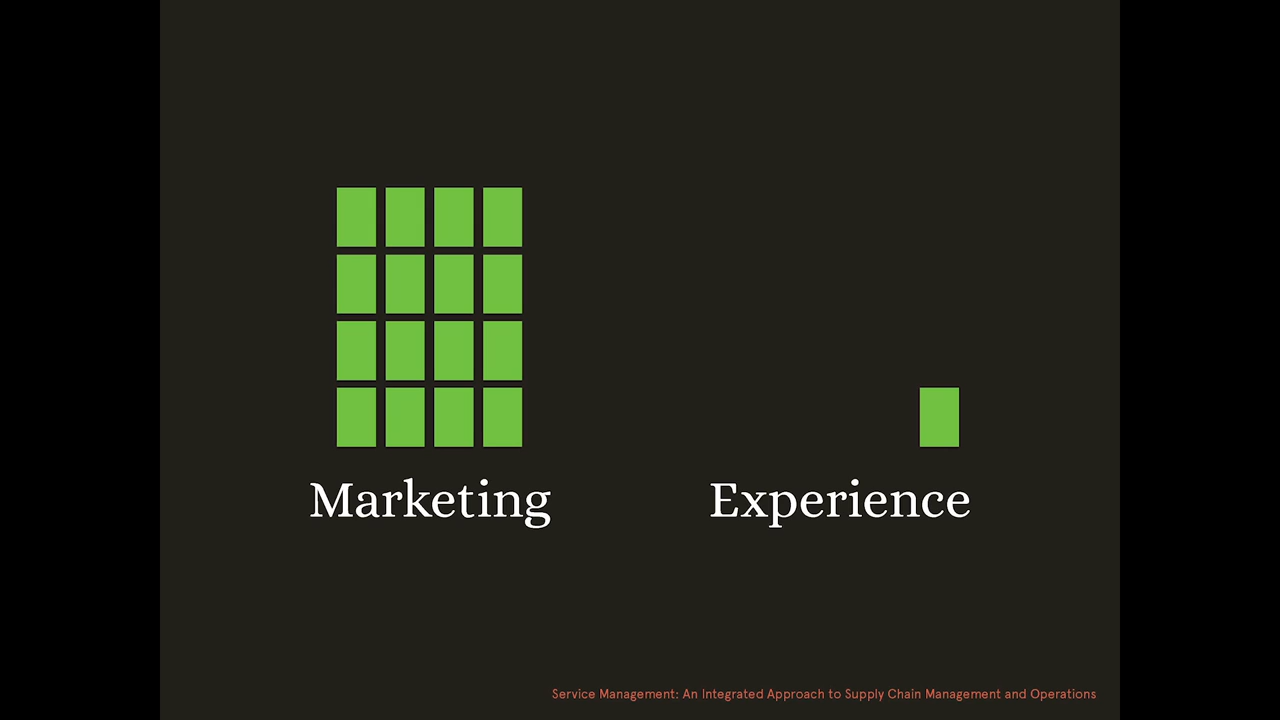 Marketing
Experience
Service Management: An Integrated Approach to Supply Chain Management and Operations